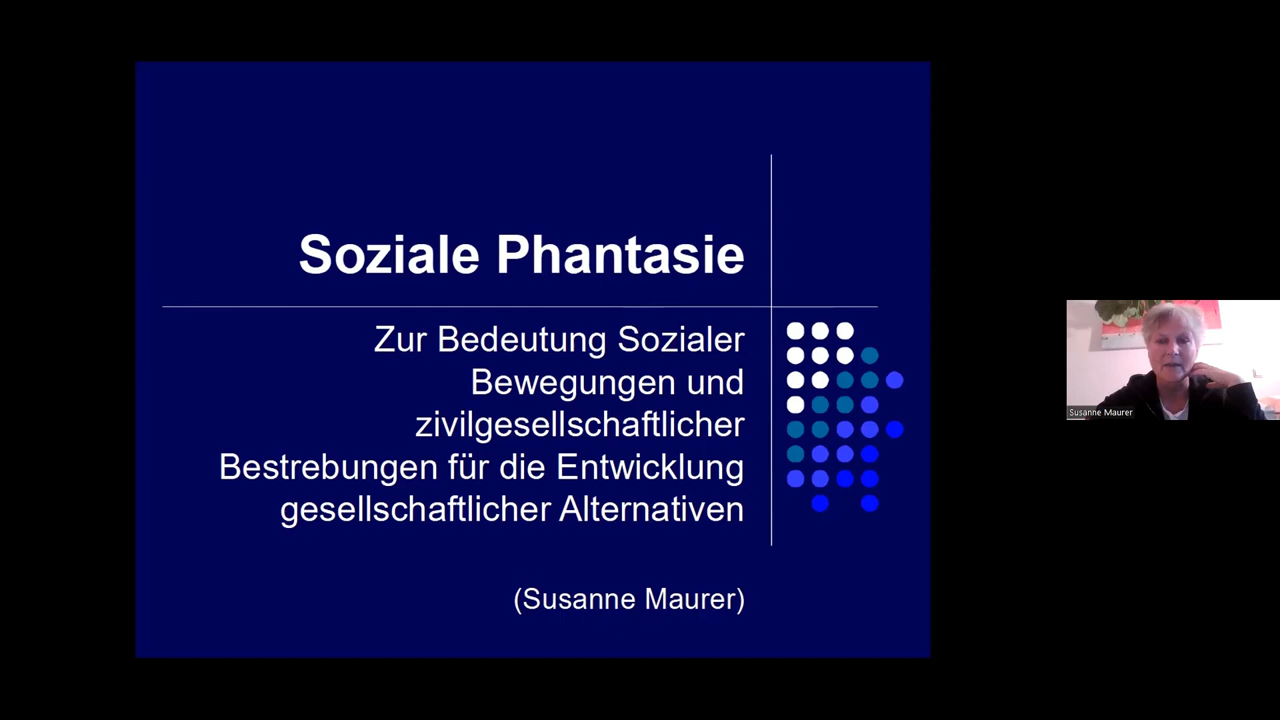 Soziale Phantasie
Zur Bedeutung Sozialer
Bewegungen und
zivilgesellschaftlicher
Bestrebungen für die Entwicklung
gesellschaftlicher Alternativen
(Susanne Maurer)
Susanne Maurer